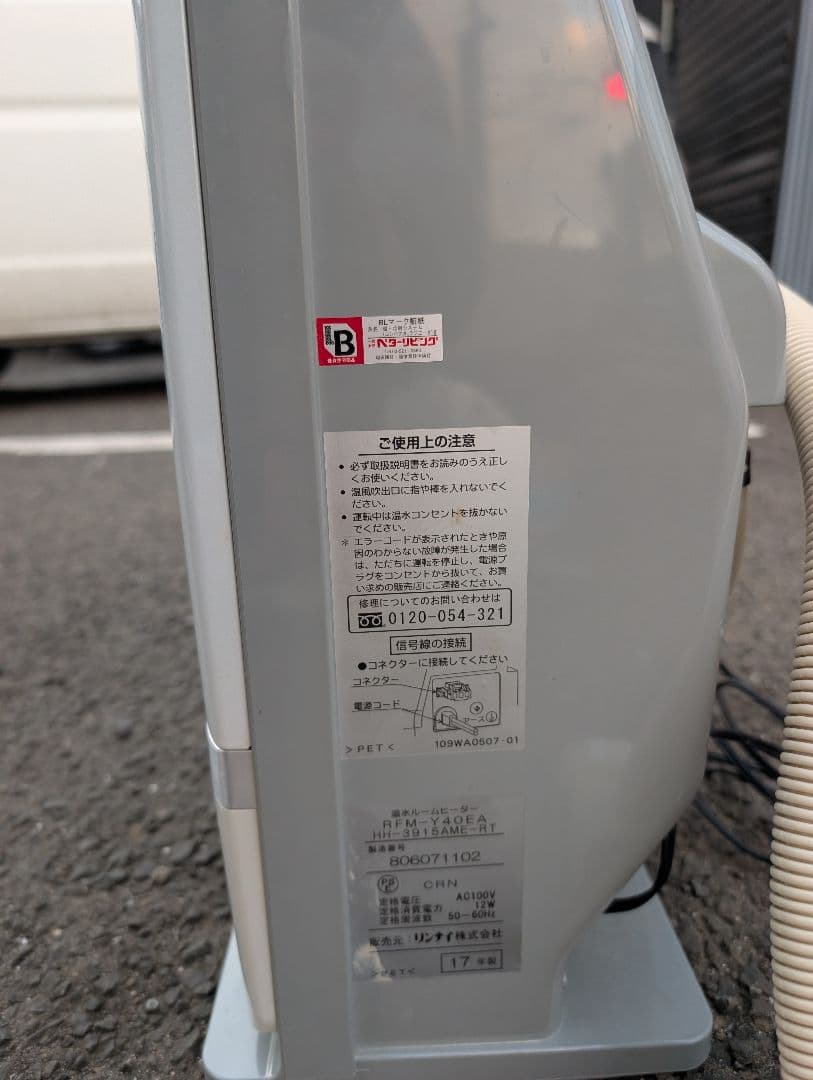 B
BLマーク証紙
ベターリビング
ご使用上の注意
● 必ず取扱説明書をお読みのうえ正し
くお使いください。
● 温風吹出口に指や棒を入れないでく
ださい。
● 運転中は温水コンセントを抜かない
でください。
※ エラーコードが表示されたときや原
因のわからない故障が発生した場合
は、ただちに運転を停止し、電源プ
ラグをコンセントから抜いて、お買
い求めの販売店にご連絡ください。
修理についてのお問い合わせは
0120-054-321
信号線の接続
●コネクターに接続してください
コネクター
電源コード
アース
>PET< 109WA0507-01
温水ルームヒーター
RFM-Y40EA
HH-3915AME-RT
製造番号
806071102
PSE CRN
定格電圧 AC100V
定格消費電力 12W
定格周波数 50-60Hz
販売元：リンナイ株式会社
>PET< 17年製